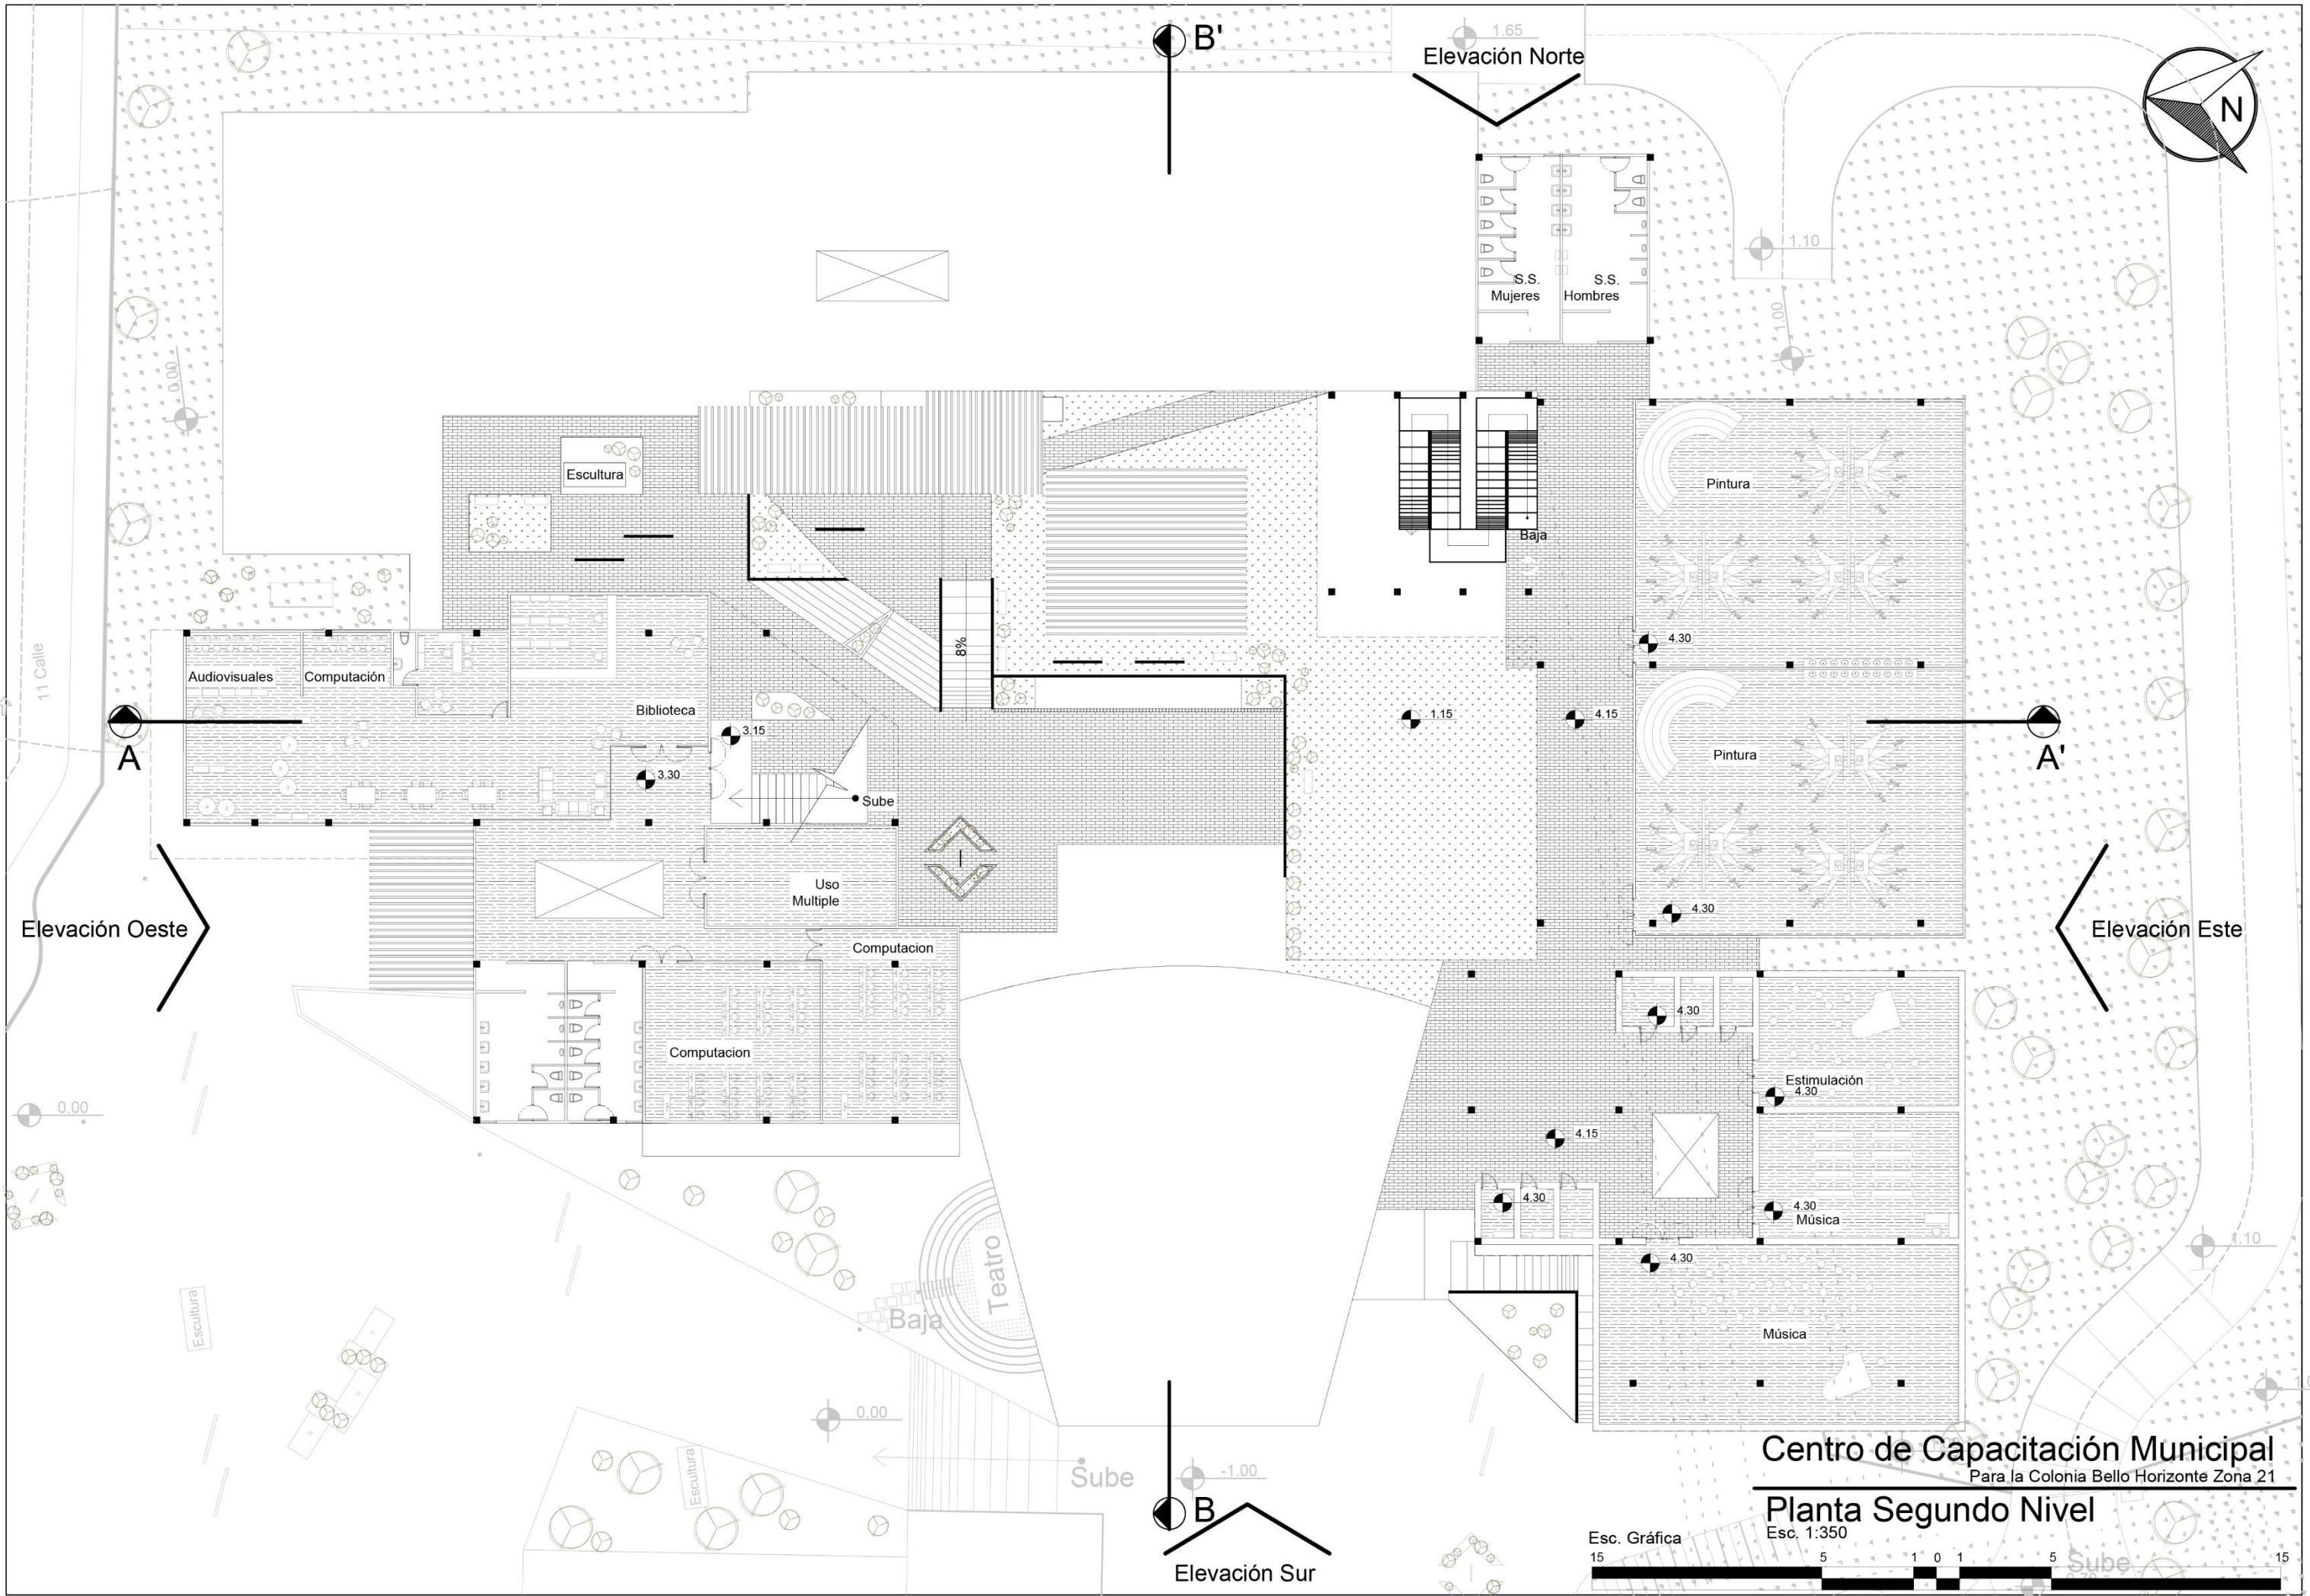 B'
1.65
Elevación Norte
N
1.10
1.00
0.00
S.S.
Mujeres
S.S.
Hombres
Escultura
Pintura
Baja
8%
4.30
11 Calle
Audiovisuales
Computación
Biblioteca
3.15
1.15
4.15
A
A'
Pintura
3.30
Sube
Uso
Multiple
4.30
Elevación Oeste
Elevación Este
Computacion
4.30
Computacion
Estimulación
4.30
0.00
4.15
4.30
4.30
Música
1.10
Teatro
4.30
Baja
Escultura
Música
0.00
Escultura
Sube
-1.00
B
Elevación Sur
Centro de Capacitación Municipal
Para la Colonia Bello Horizonte Zona 21
Planta Segundo Nivel
Esc. 1:350
Esc. Gráfica
15 5 1 0 1 5 15
Sube